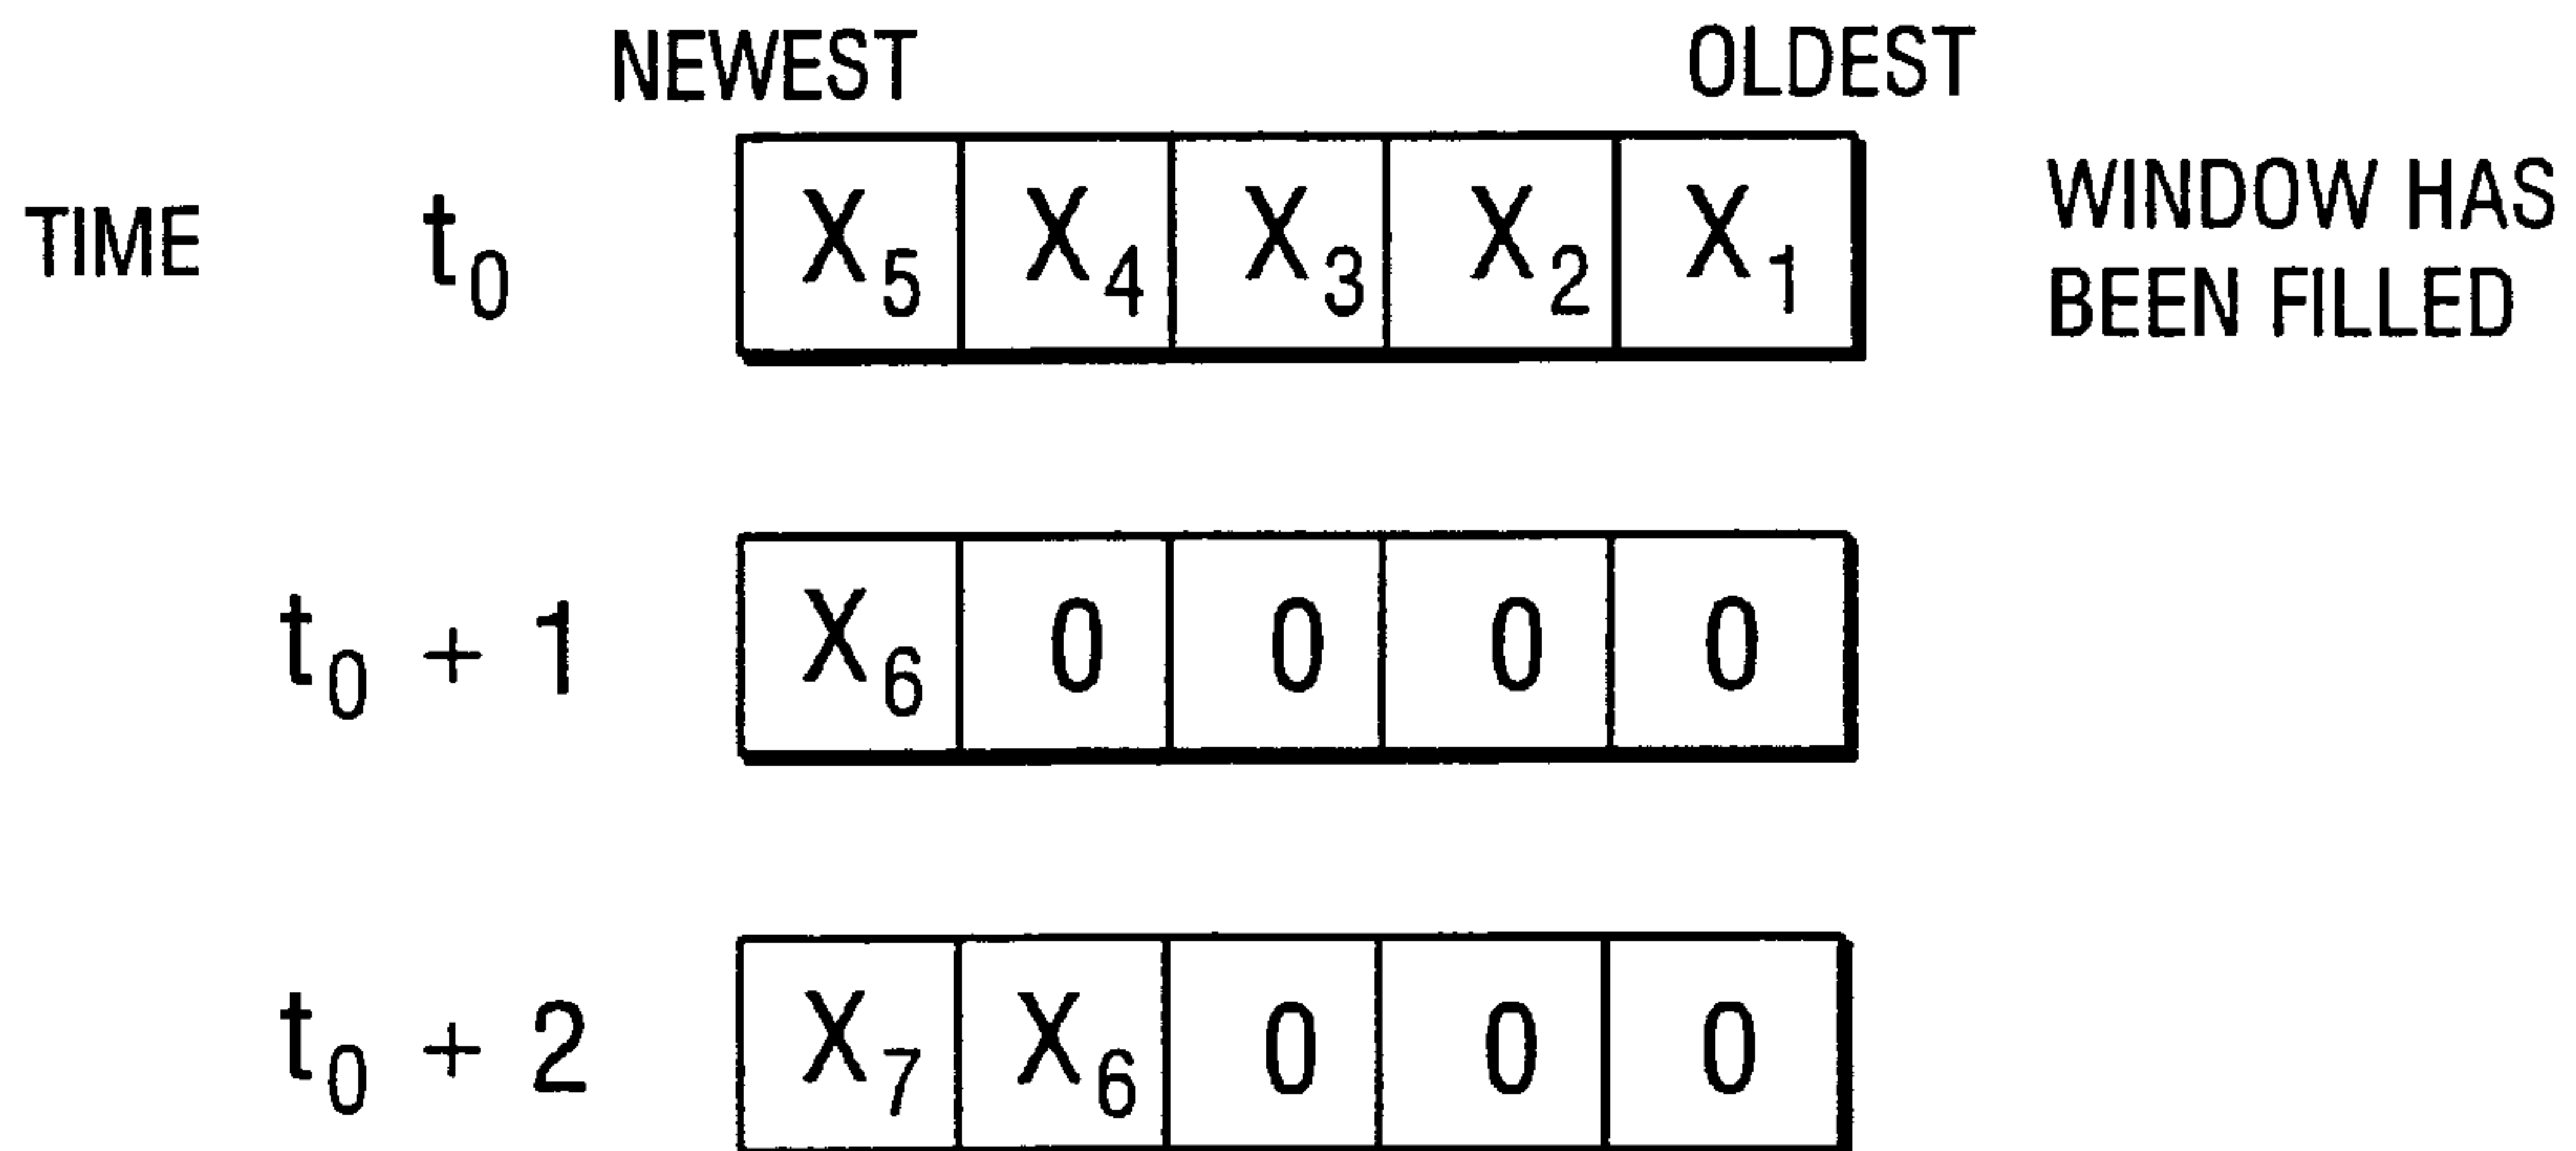 NEWEST OLDEST
TIME t₀ X₅ X₄ X₃ X₂ X₁ WINDOW HAS
BEEN FILLED
t₀ + 1 X₆ 0 0 0 0
t₀ + 2 X₇ X₆ 0 0 0